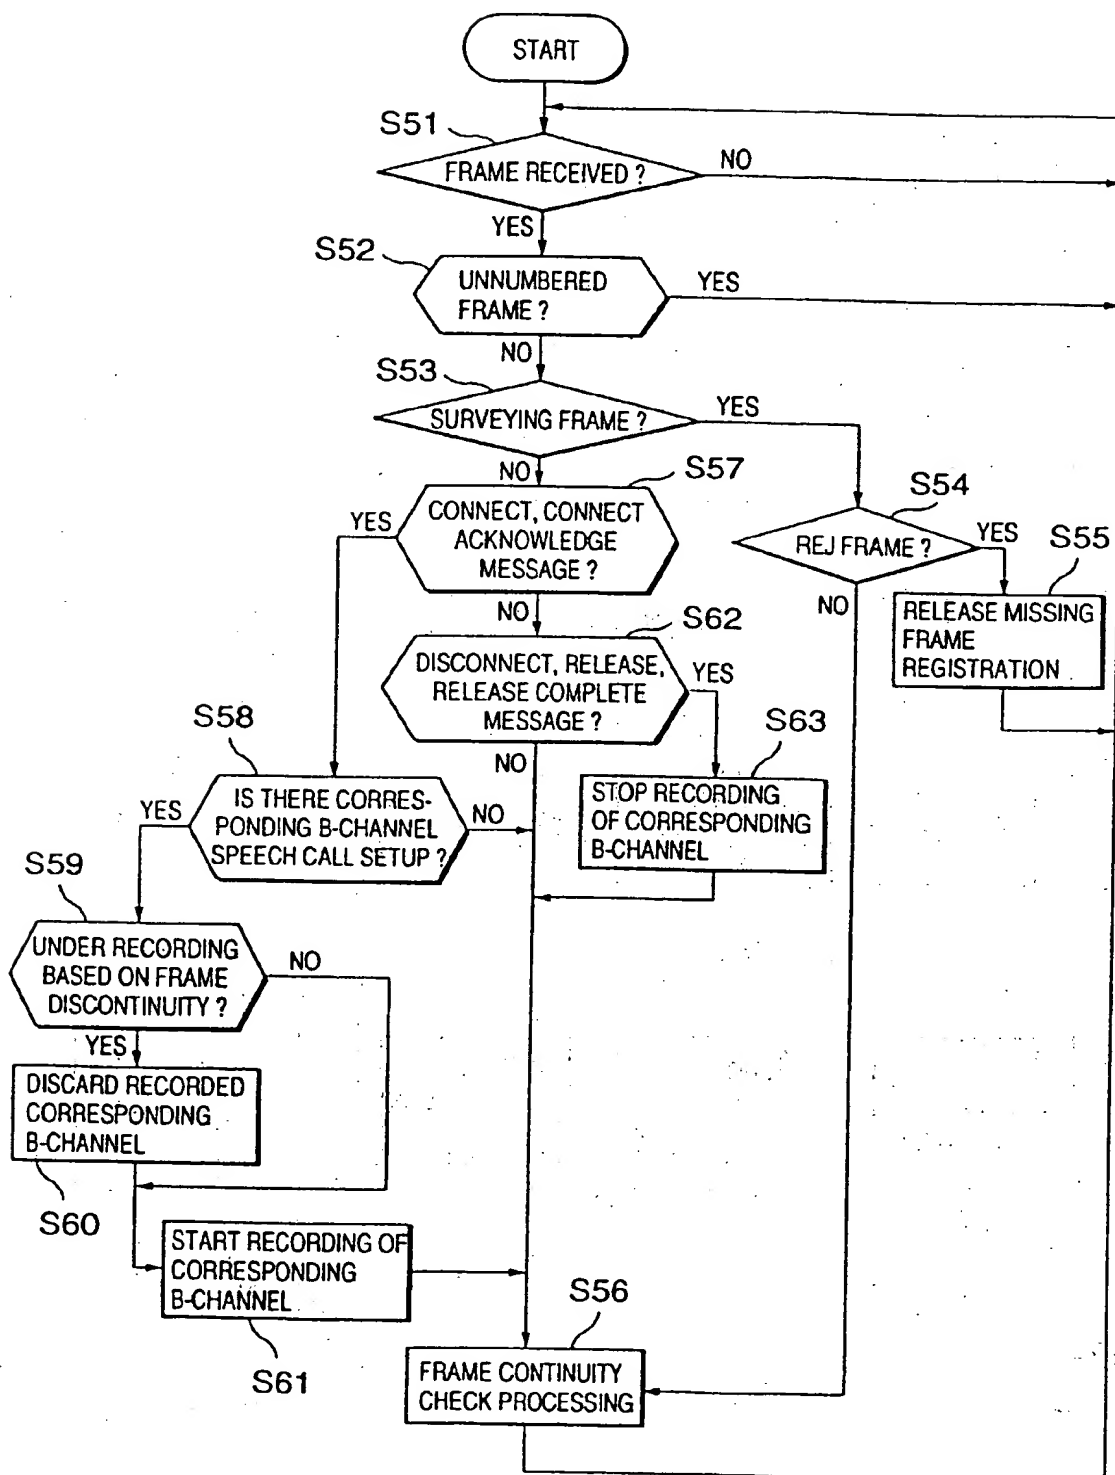 START
S51
FRAME RECEIVED ?
NO
YES
S52
UNNUMBERED
FRAME ?
YES
NO
S53
SURVEYING FRAME ?
YES
NO
S57
CONNECT, CONNECT
ACKNOWLEDGE
MESSAGE ?
YES
NO
S54
REJ FRAME ?
YES
NO
S55
RELEASE MISSING
FRAME
REGISTRATION
S62
DISCONNECT, RELEASE,
RELEASE COMPLETE
MESSAGE ?
YES
NO
S63
STOP RECORDING
OF CORRESPONDING
B-CHANNEL
S58
IS THERE CORRES-
PONDING B-CHANNEL
SPEECH CALL SETUP ?
YES
NO
S59
UNDER RECORDING
BASED ON FRAME
DISCONTINUITY ?
NO
YES
DISCARD RECORDED
CORRESPONDING
B-CHANNEL
S60
START RECORDING OF
CORRESPONDING
B-CHANNEL
S61
S56
FRAME CONTINUITY
CHECK PROCESSING